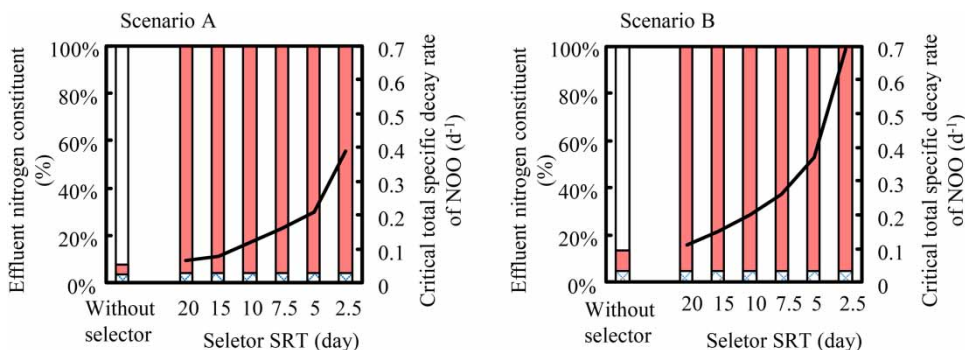 Scenario A
100%
80%
60%
40%
20%
0%
Effluent nitrogen constituent
(%)
0.7
0.6
0.5
0.4
0.3
0.2
0.1
0
Critical total specific decay rate
of NOO (d⁻¹)
Without
selector
20 15 10 7.5 5 2.5
Seletor SRT (day)
Scenario B
100%
80%
60%
40%
20%
0%
Effluent nitrogen constituent
(%)
0.7
0.6
0.5
0.4
0.3
0.2
0.1
0
Critical total specific decay rate
of NOO (d⁻¹)
Without
selector
20 15 10 7.5 5 2.5
Seletor SRT (day)